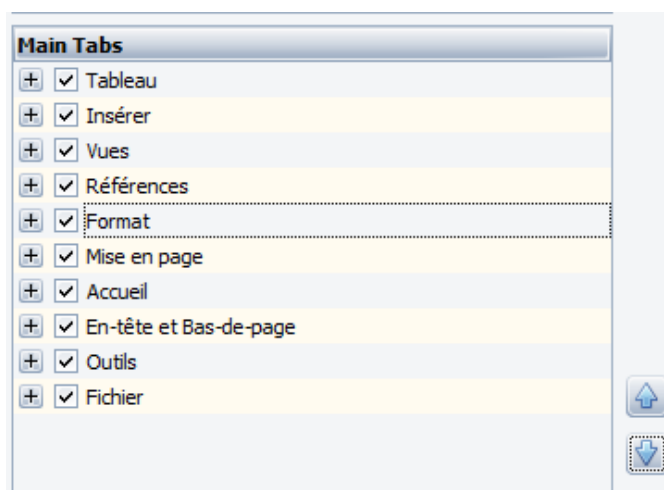 Main Tabs
Tableau
Insérer
Vues
Références
Format
Mise en page
Accueil
En-tête et Bas-de-page
Outils
Fichier